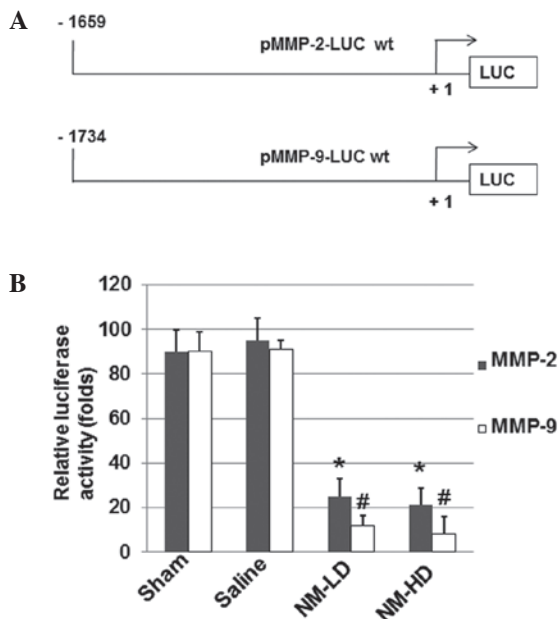 A
- 1659
pMMP-2-LUC wt
LUC
+ 1
- 1734
pMMP-9-LUC wt
LUC
+ 1
B
Relative luciferase
activity (folds)
120
100
80
60
40
20
0
* # * #
MMP-2
MMP-9
Sham
Saline
NM-LD
NM-HD